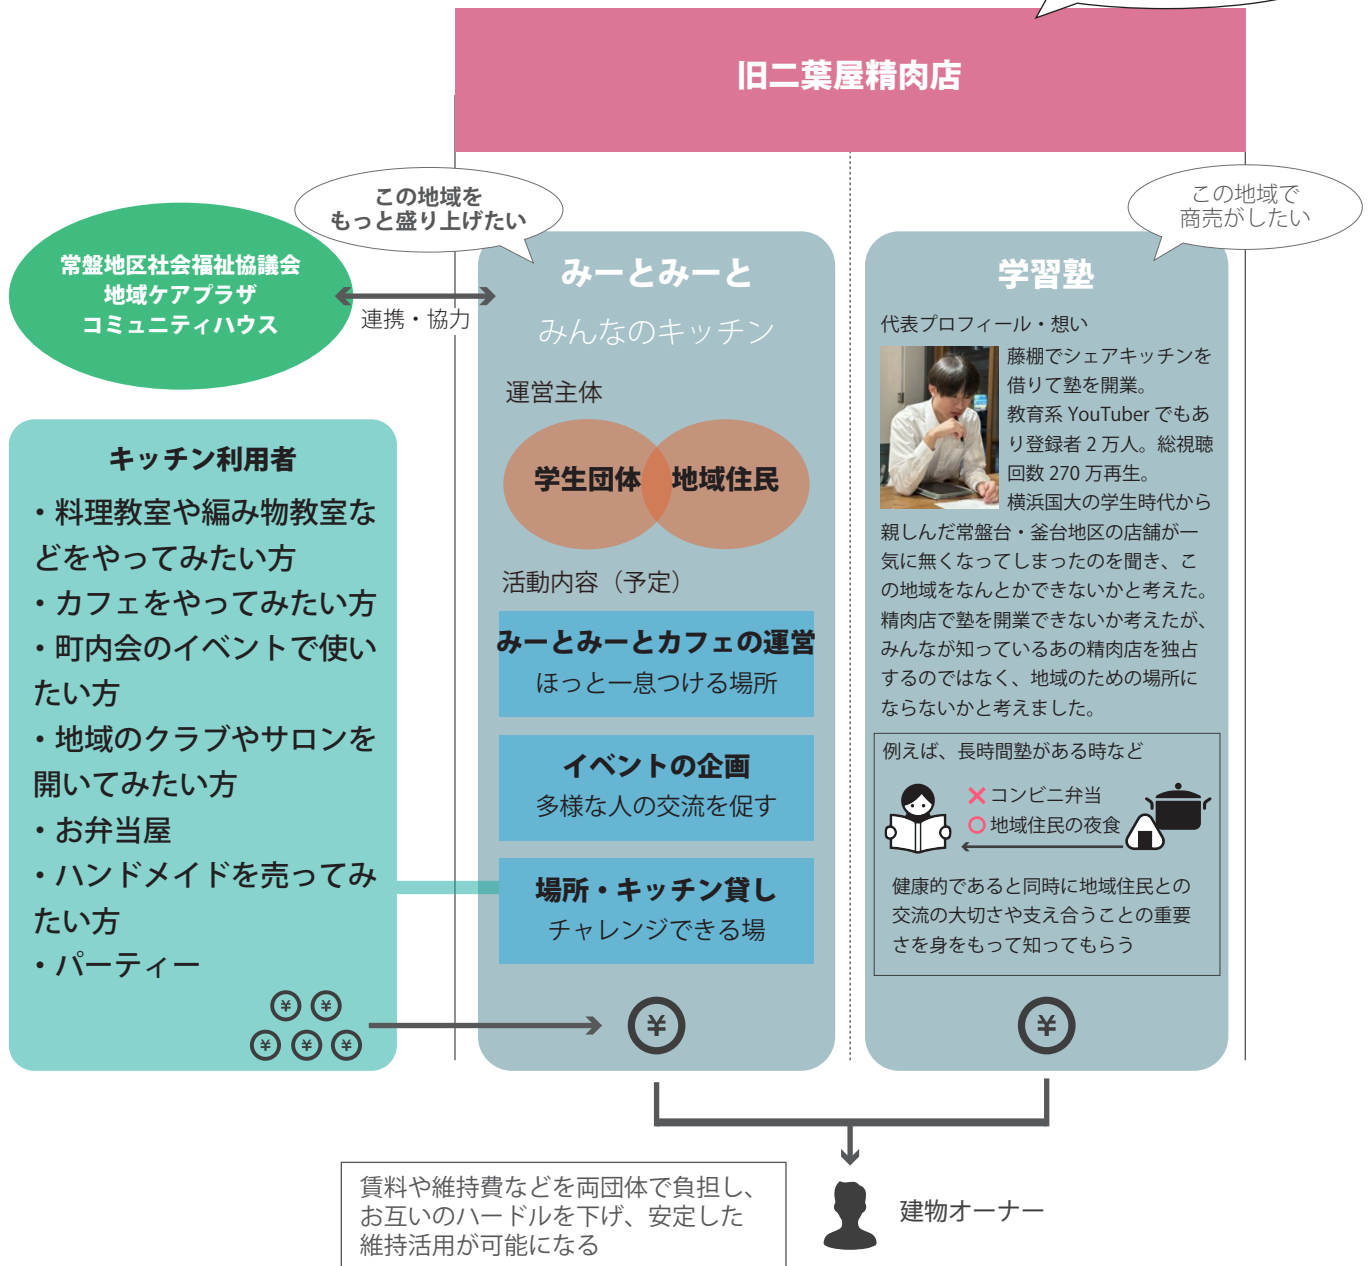 旧二葉屋精肉店
この地域を
もっと盛り上げたい
この地域で
商売がしたい
常盤地区社会福祉協議会
地域ケアプラザ
コミュニティハウス
連携・協力
キッチン利用者
・料理教室や編み物教室な
どをやってみたい方
・カフェをやってみたい方
・町内会のイベントで使い
たい方
・地域のクラブやサロンを
開いてみたい方
・お弁当屋
・ハンドメイドを売ってみ
たい方
・パーティー
¥ ¥
¥ ¥ ¥
みーとみーと
みんなのキッチン
運営主体
学生団体 地域住民
活動内容（予定）
みーとみーとカフェの運営
ほっと一息つける場所
イベントの企画
多様な人の交流を促す
場所・キッチン貸し
チャレンジできる場
¥
学習塾
代表プロフィール・想い
藤棚でシェアキッチンを
借りて塾を開業。
教育系 YouTuber でもあ
り登録者 2 万人。総視聴
回数 270 万再生。
横浜国大の学生時代から
親しんだ常盤台・釜台地区の店舗が一
気に無くなってしまったのを聞き、こ
の地域をなんとかできないかと考えた。
精肉店で塾を開業できないか考えたが、
みんなが知っているあの精肉店を独占
するのではなく、地域のための場所に
ならないかと考えました。
例えば、長時間塾がある時など
×コンビニ弁当
○地域住民の夜食
健康的であると同時に地域住民との
交流の大切さや支え合うことの重要
さを身をもって知ってもらう
¥
賃料や維持費などを両団体で負担し、
お互いのハードルを下げ、安定した
維持活用が可能になる
建物オーナー